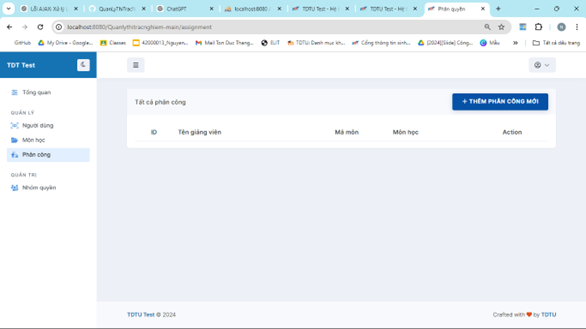 Lỗi AJAX Xử lý
QuanlyTNTrach
ChatGPT
localhost:8080
TDTU Test - Hệ
TDTU Test - Hệ
Phân quyền
localhost:8080/Quanlythitracnghiem-main/assignment
GitHub
My Drive - Google...
Classes
42000013_Nguyen...
Mail Ton Duc Thang...
ELIT
TDTU: Danh mục kh...
Cổng thông tin sinh...
[2024][Slide] Công...
Mẫu
Tất cả dấu trang
TDT Test
Tổng quan
QUẢN LÝ
Người dùng
Môn học
Phân công
QUẢN TRỊ
Nhóm quyền
Tất cả phân công
+ THÊM PHÂN CÔNG MỚI
ID Tên giảng viên Mã môn Môn học Action
TDTU Test © 2024
Crafted with ❤ by TDTU